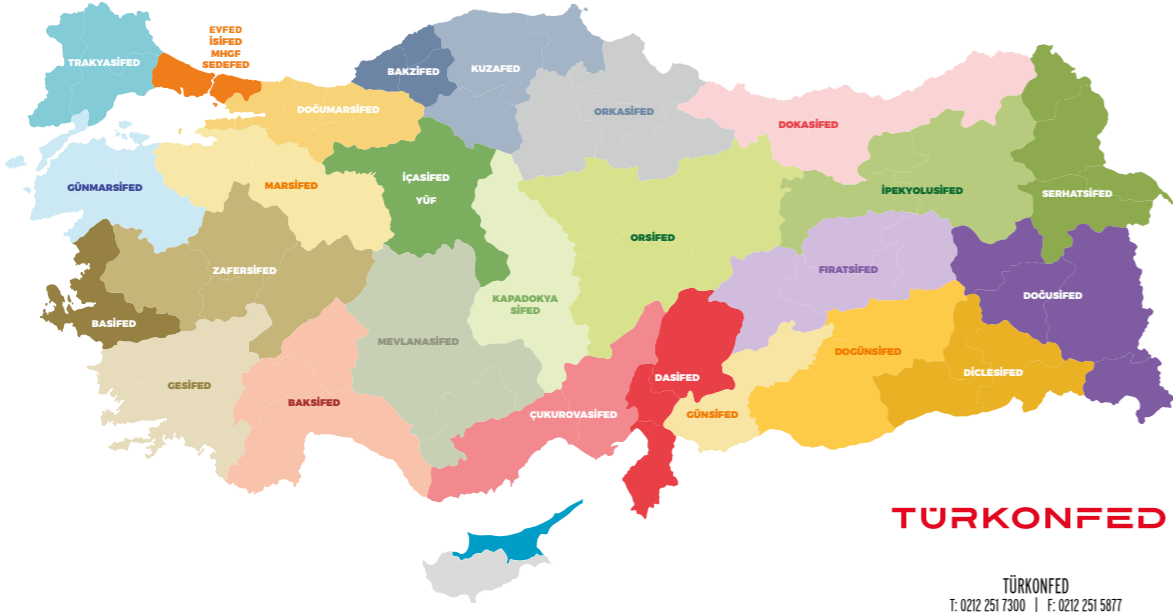 EVFED
İSİFED
MHGF
SEDEFED
TRAKYASİFED
BAKZİFED
KUZAFED
DOĞUMARSİFED
ORKASİFED
DOKASİFED
GÜNMARSİFED
MARSİFED
İÇASİFED
YÜF
İPEKYOLUSİFED
SERHATSİFED
ORSİFED
ZAFERSİFED
FIRATSİFED
KAPADOKYA
SİFED
DOĞUSİFED
BASİFED
MEVLANASİFED
DOGÜNSİFED
GESİFED
BAKSİFED
DASİFED
DİCLESİFED
ÇUKUROVASİFED
GÜNSİFED
TÜRKONFED
TÜRKONFED
T: 0212 251 7300 | F: 0212 251 5877